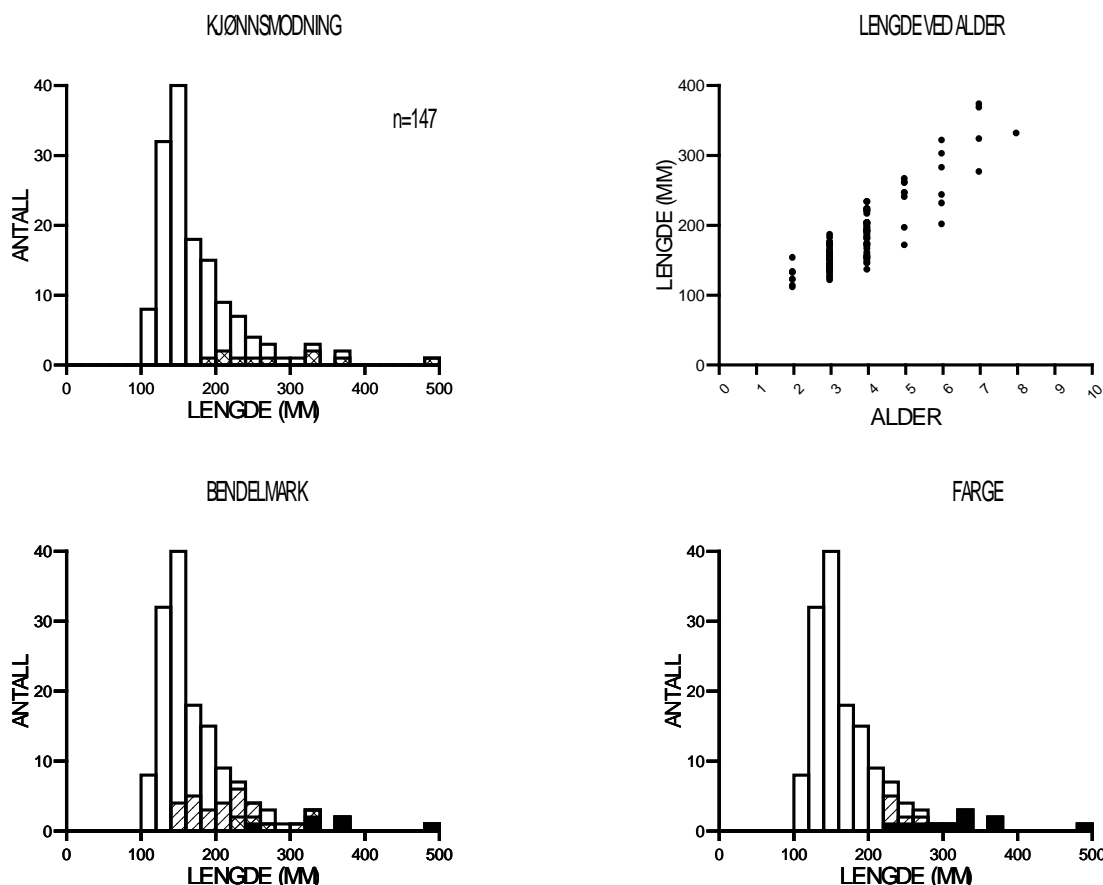 KJØNNSMODNING
40
30
20
10
0
ANTALL
n=147
0 100 200 300 400 500
LENGDE (MM)
LENGDE VED ALDER
400
300
200
100
0
LENGDE (MM)
0 1 2 3 4 5 6 7 8 9 10
ALDER
BENDELMARK
40
30
20
10
0
ANTALL
0 100 200 300 400 500
LENGDE (MM)
FARGE
40
30
20
10
0
ANTALL
0 100 200 300 400 500
LENGDE (MM)